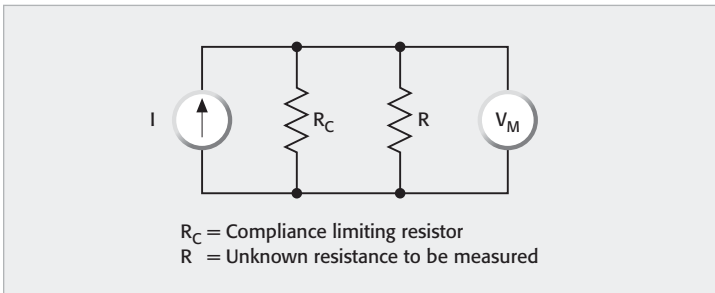 I
R_C
R
V_M
R_C = Compliance limiting resistor
R = Unknown resistance to be measured